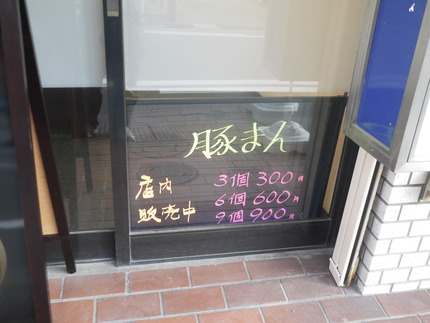 豚まん
店内 3個 300円
6個 600円
販売中 9個 900円